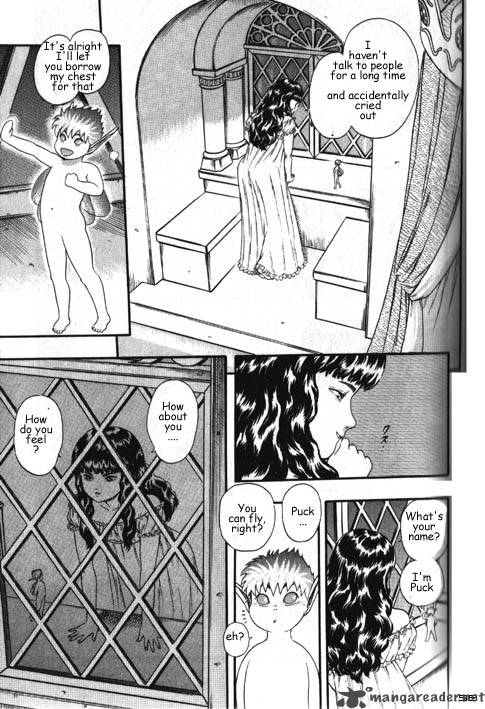 I
haven't
talk to people
for a long time
and accidentally
cried
out
It's alright
I'll let
you borrow
my chest
for that
クス
What's
your
name?
I'm
Puck
Puck
...
You
can fly,
right?
eh?
How
about
you
....
How
do you
feel
?
mangareader.net